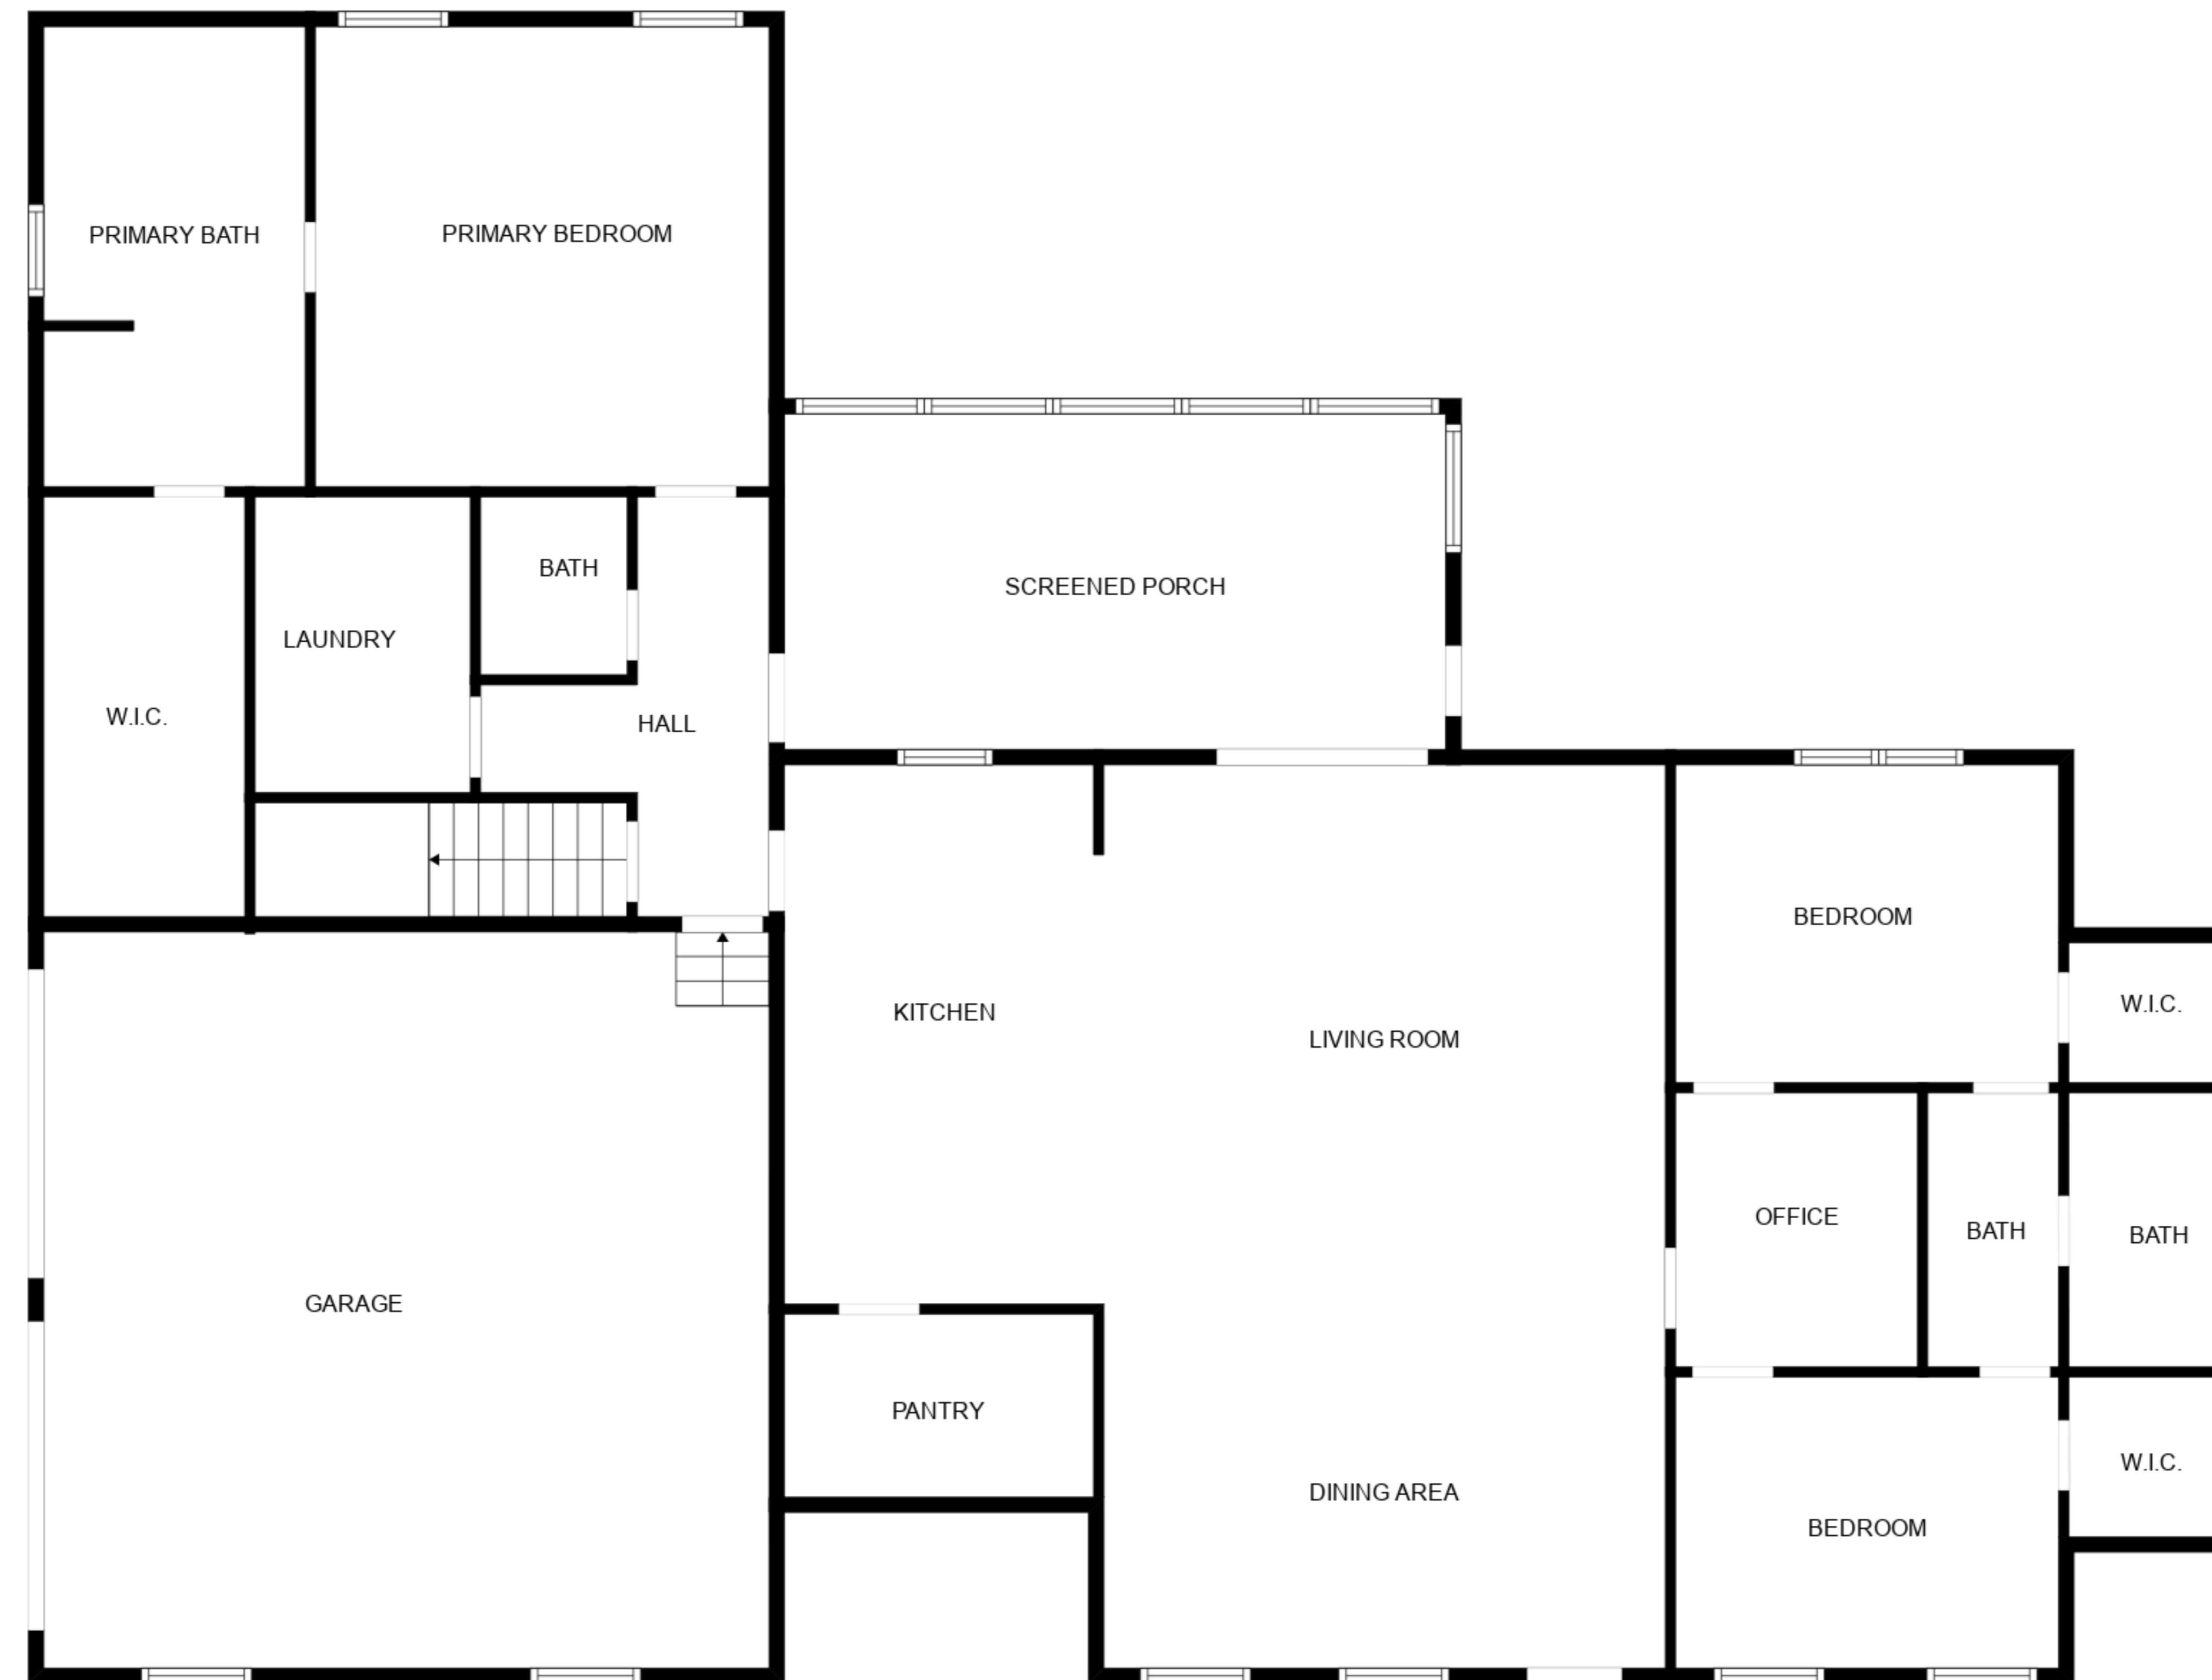 PRIMARY BATH
PRIMARY BEDROOM
BATH
SCREENED PORCH
LAUNDRY
W.I.C.
HALL
BEDROOM
W.I.C.
KITCHEN
LIVING ROOM
OFFICE
BATH
BATH
GARAGE
PANTRY
W.I.C.
DINING AREA
BEDROOM